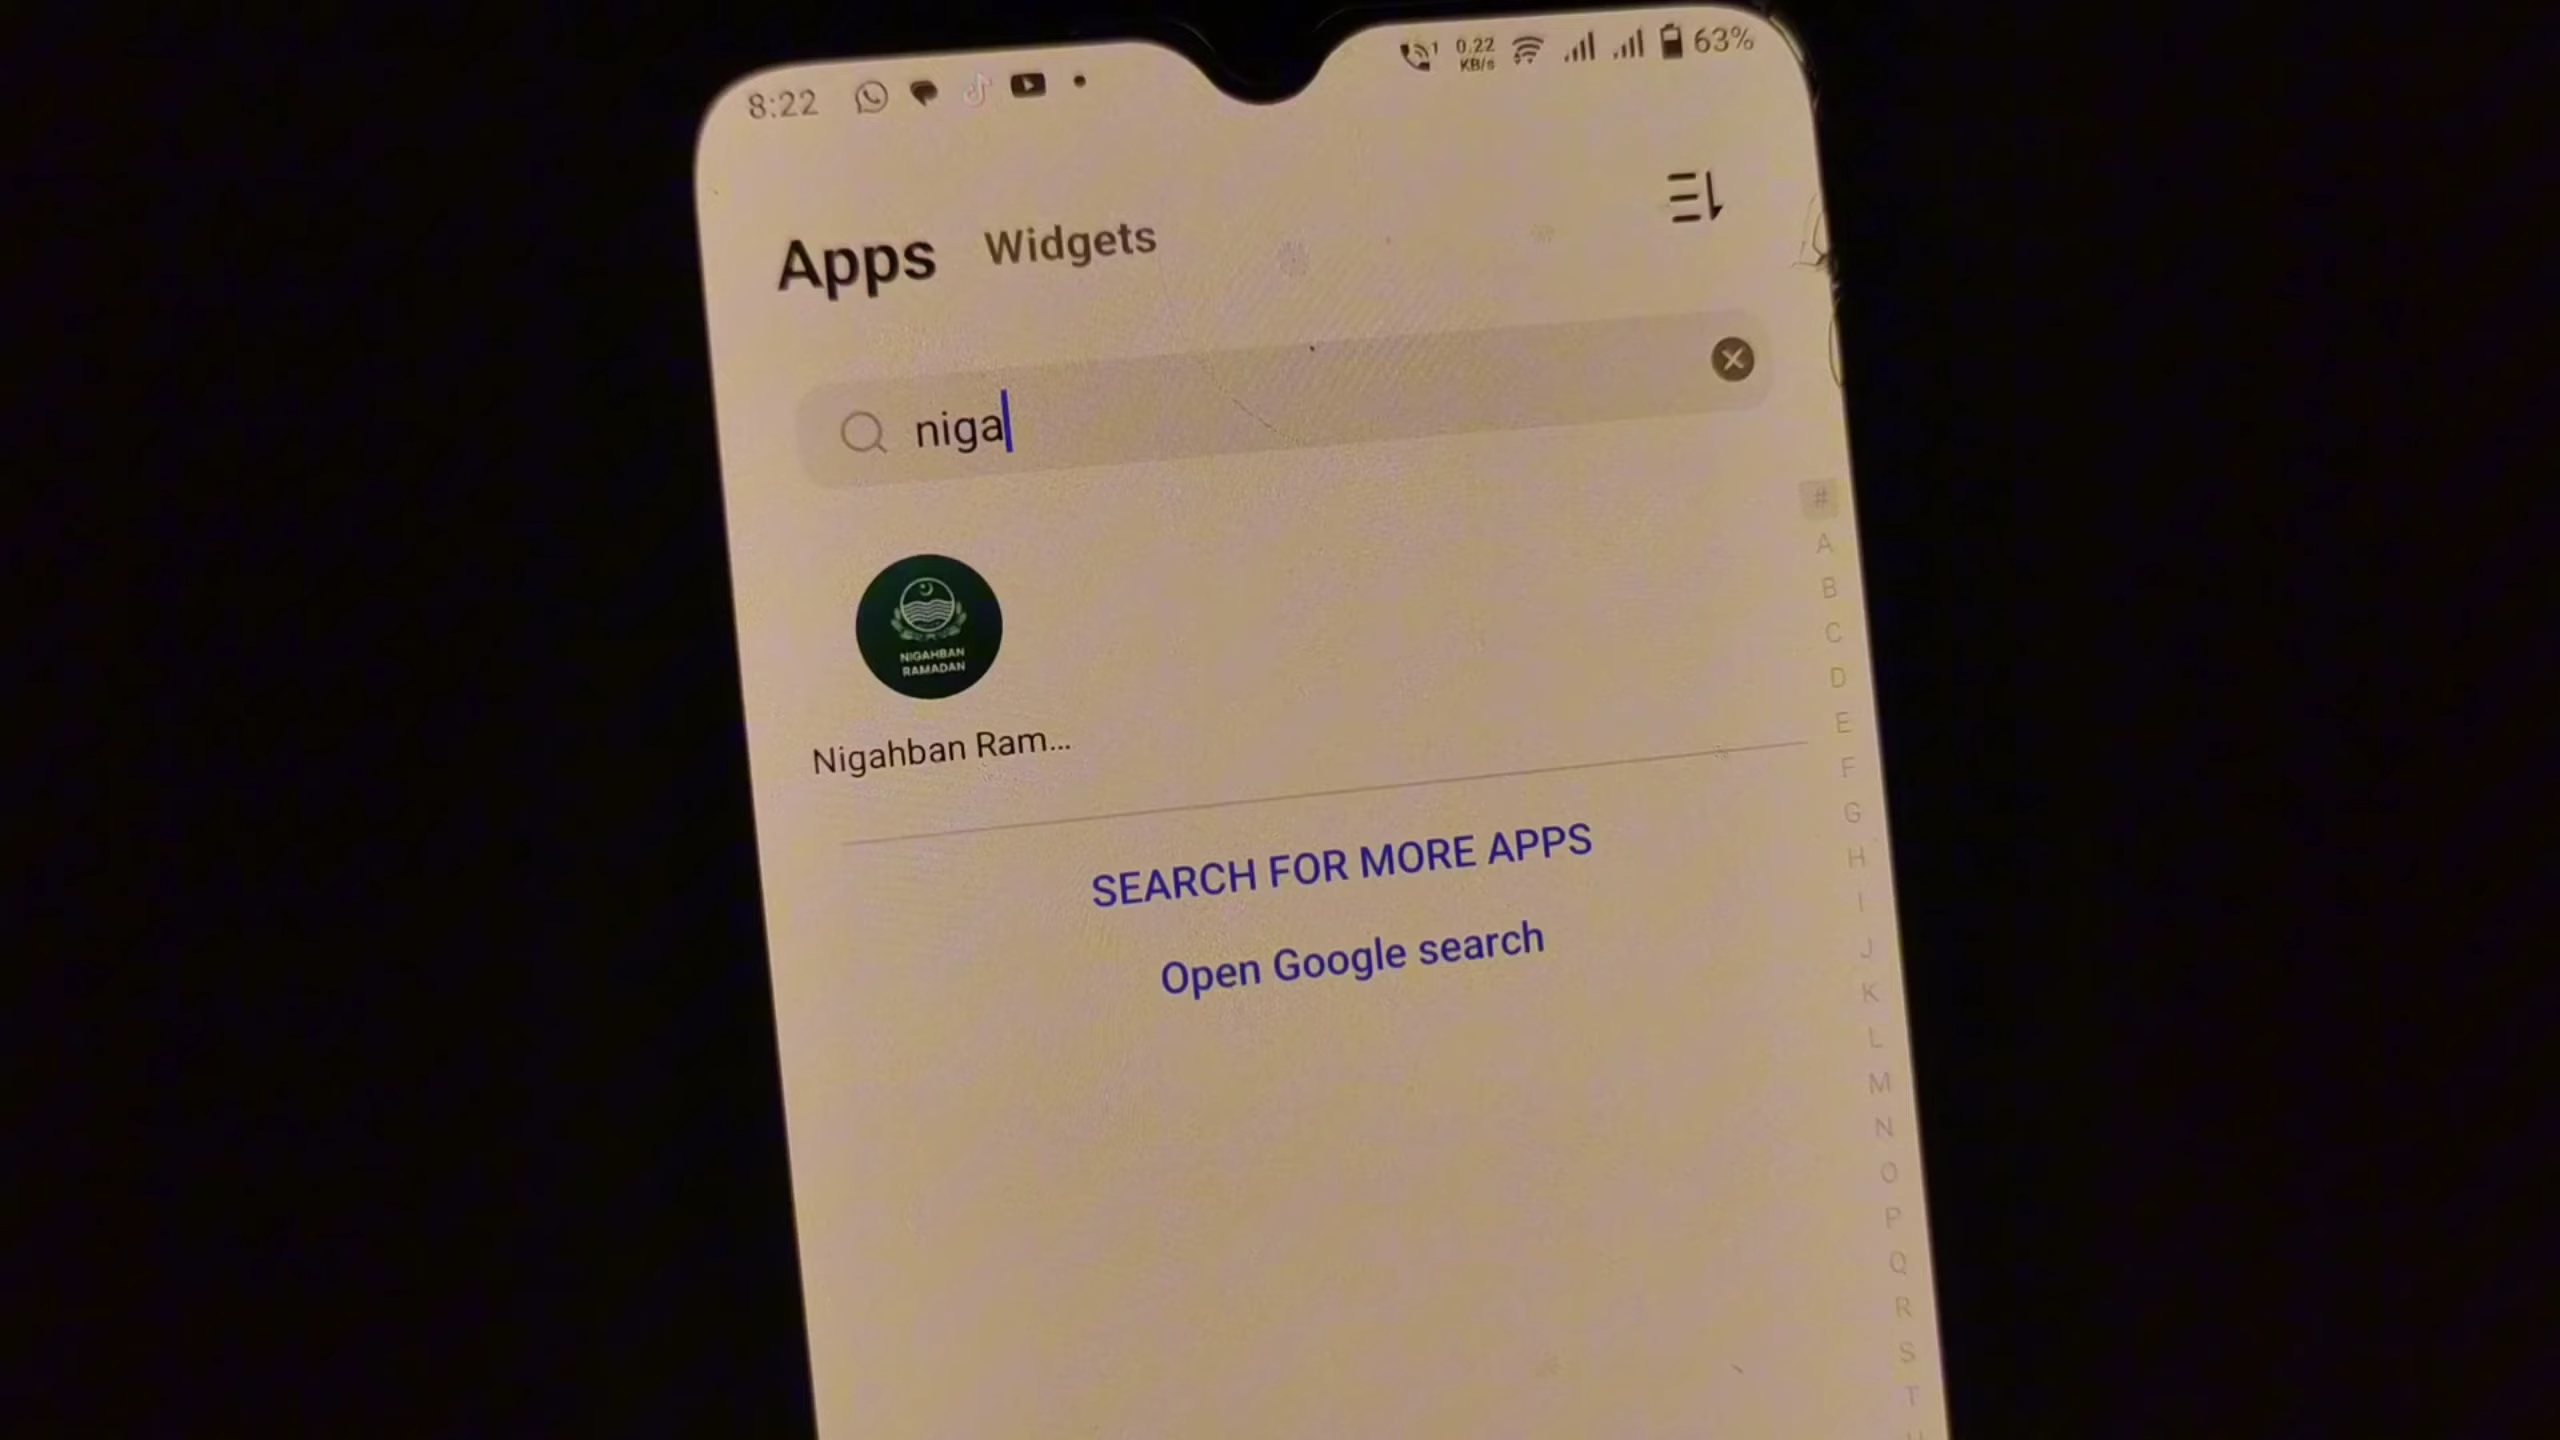 8:22
1 0.22 KB/s 63%
Apps Widgets
niga
#
A
B
C
D
E
F
G
H
I
J
K
L
M
N
O
P
Q
R
S
T
NIGAHBAN
RAMADAN
Nigahban Ram...
SEARCH FOR MORE APPS
Open Google search